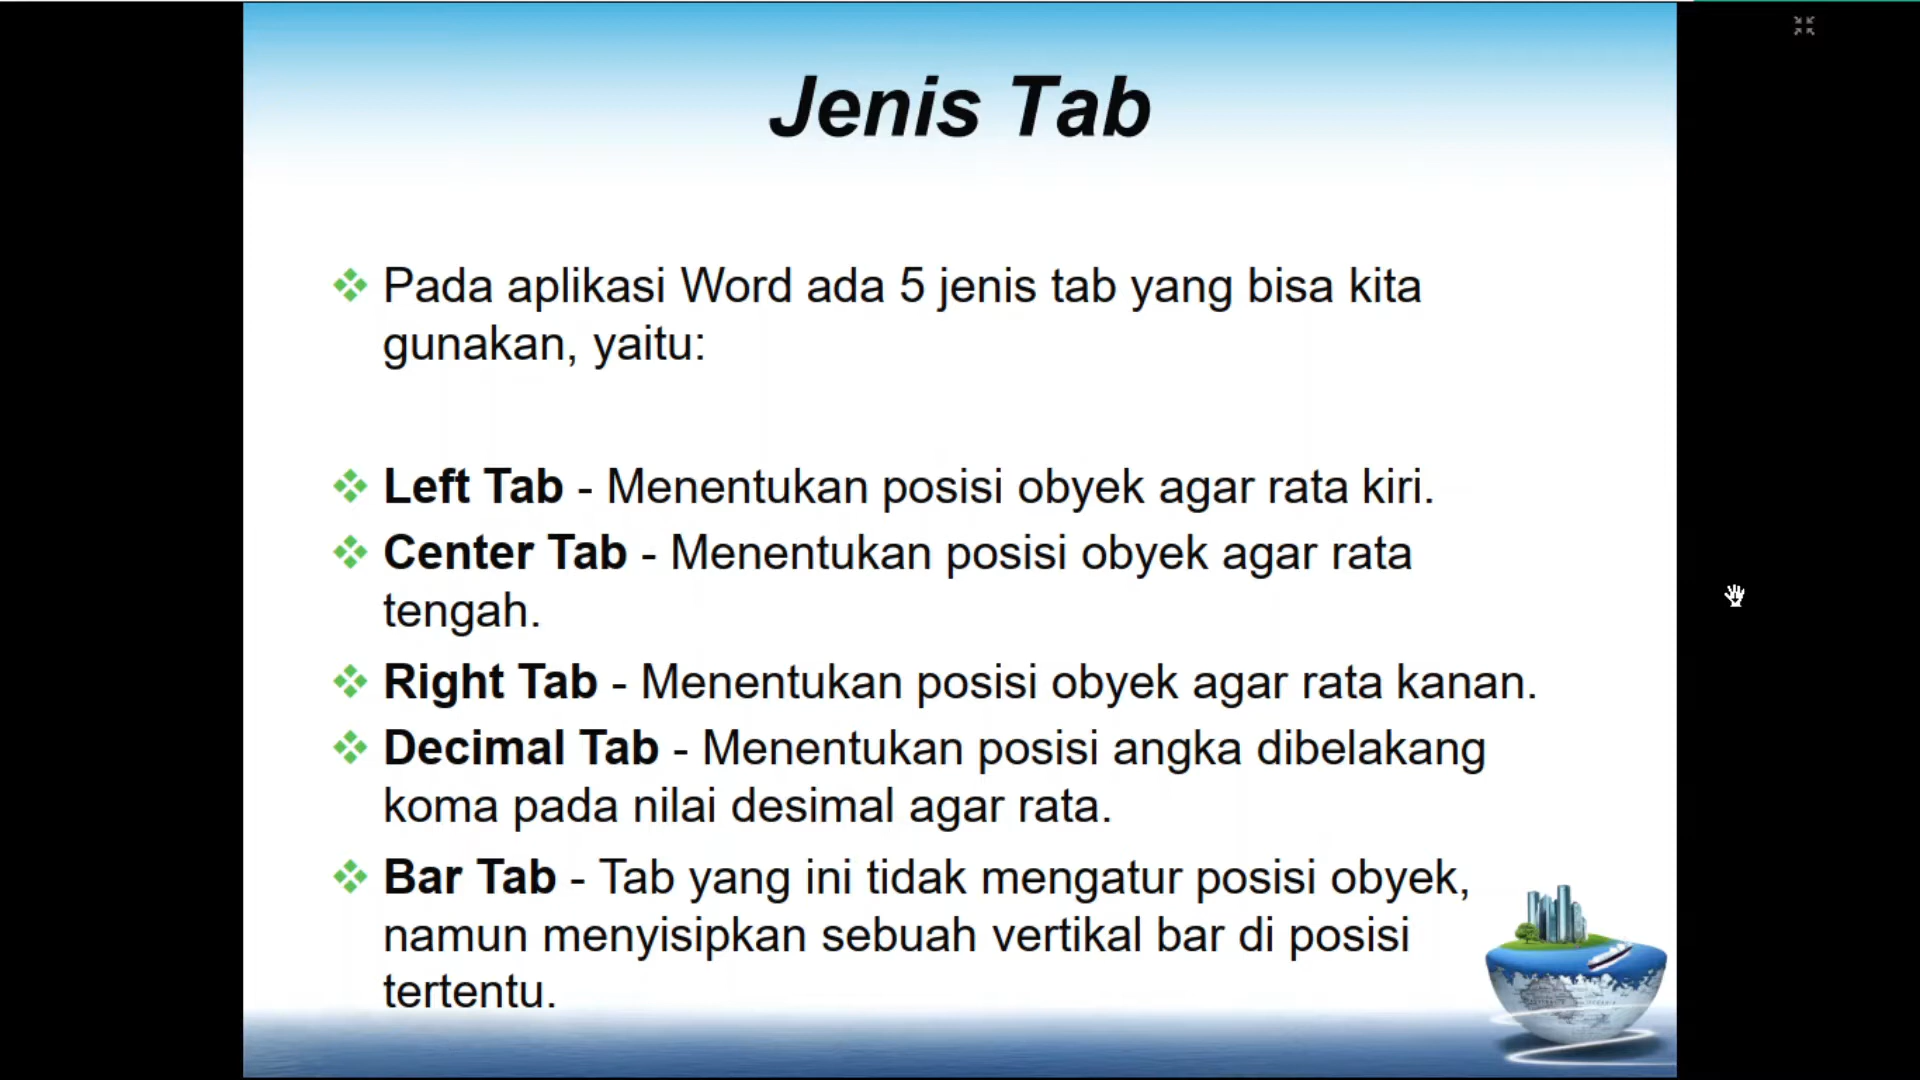 Jenis Tab
Pada aplikasi Word ada 5 jenis tab yang bisa kita
gunakan, yaitu:
Left Tab - Menentukan posisi obyek agar rata kiri.
Center Tab - Menentukan posisi obyek agar rata
tengah.
Right Tab - Menentukan posisi obyek agar rata kanan.
Decimal Tab - Menentukan posisi angka dibelakang
koma pada nilai desimal agar rata.
Bar Tab - Tab yang ini tidak mengatur posisi obyek,
namun menyisipkan sebuah vertikal bar di posisi
tertentu.